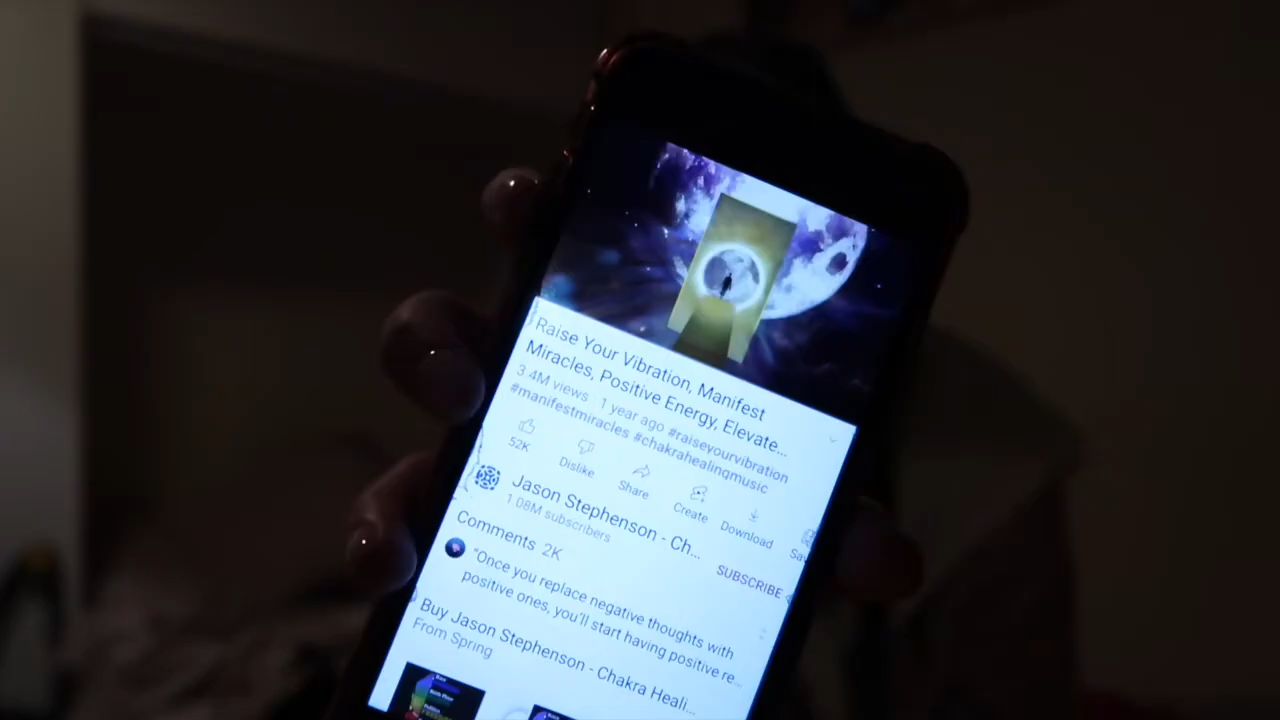 Raise Your Vibration, Manifest
Miracles, Positive Energy, Elevate...
3.4M views 1 year ago #raiseyourvibration
#manifestmiracles #chakrahealingmusic
52K
Dislike
Share
Create
Download
Sav
Jason Stephenson - Ch...
1.08M subscribers
SUBSCRIBE
Comments 2K
"Once you replace negative thoughts with
positive ones, you'll start having positive re...
Buy Jason Stephenson - Chakra Heali...
From Spring